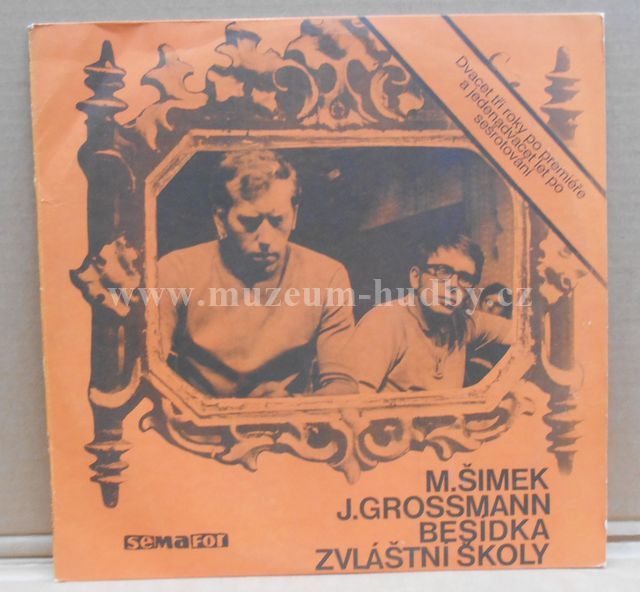 Dvacet tři roky po premiéře
a jedenadvacet let po
sešrotování
www.muzeum-hudby.cz
M.ŠIMEK
J.GROSSMANN
BESÍDKA
ZVLÁŠTNÍ ŠKOLY
SEMAFOR